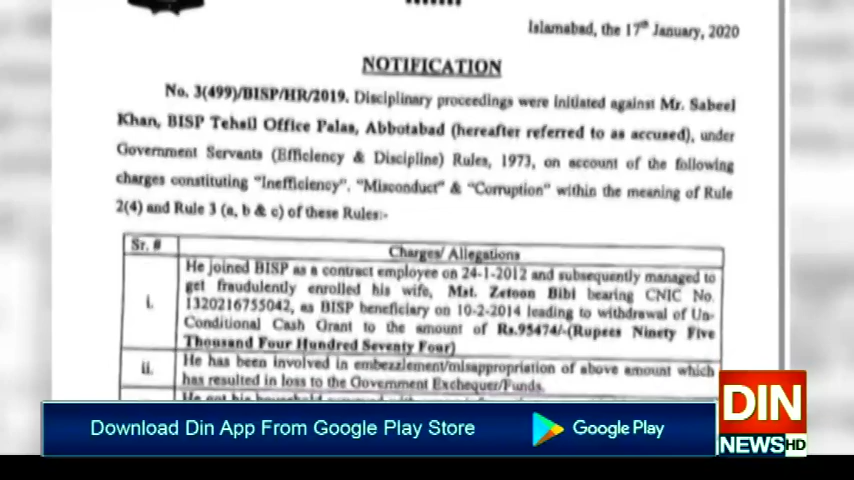 Islamabad, the 17th January, 2020
NOTIFICATION
No. 3(499)/BISP/HR/2019. Disciplinary proceedings were initiated against Mr. Sabeel
Khan, BISP Tehsil Office Palas, Abbotabad (hereafter referred to as accused), under
Government Servants (Efficiency & Discipline) Rules, 1973, on account of the following
charges constituting "Inefficiency", "Misconduct" & "Corruption" within the meaning of Rule
2(4) and Rule 3 (a, b & c) of these Rules:-
Sr. # Charges/ Allegations
i. He joined BISP as a contract employee on 24-1-2012 and subsequently managed to
get fraudulently enrolled his wife, Mst. Zetoon Bibi bearing CNIC No.
1320216755042, as BISP beneficiary on 10-2-2014 leading to withdrawal of Un-
Conditional Cash Grant to the amount of Rs.95474/-(Rupees Ninety Five
Thousand Four Hundred Seventy Four)
ii. He has been involved in embezzlement/misappropriation of above amount which
has resulted in loss to the Government Exchequer/Funds.
Download Din App From Google Play Store
Google Play
DIN
NEWS HD